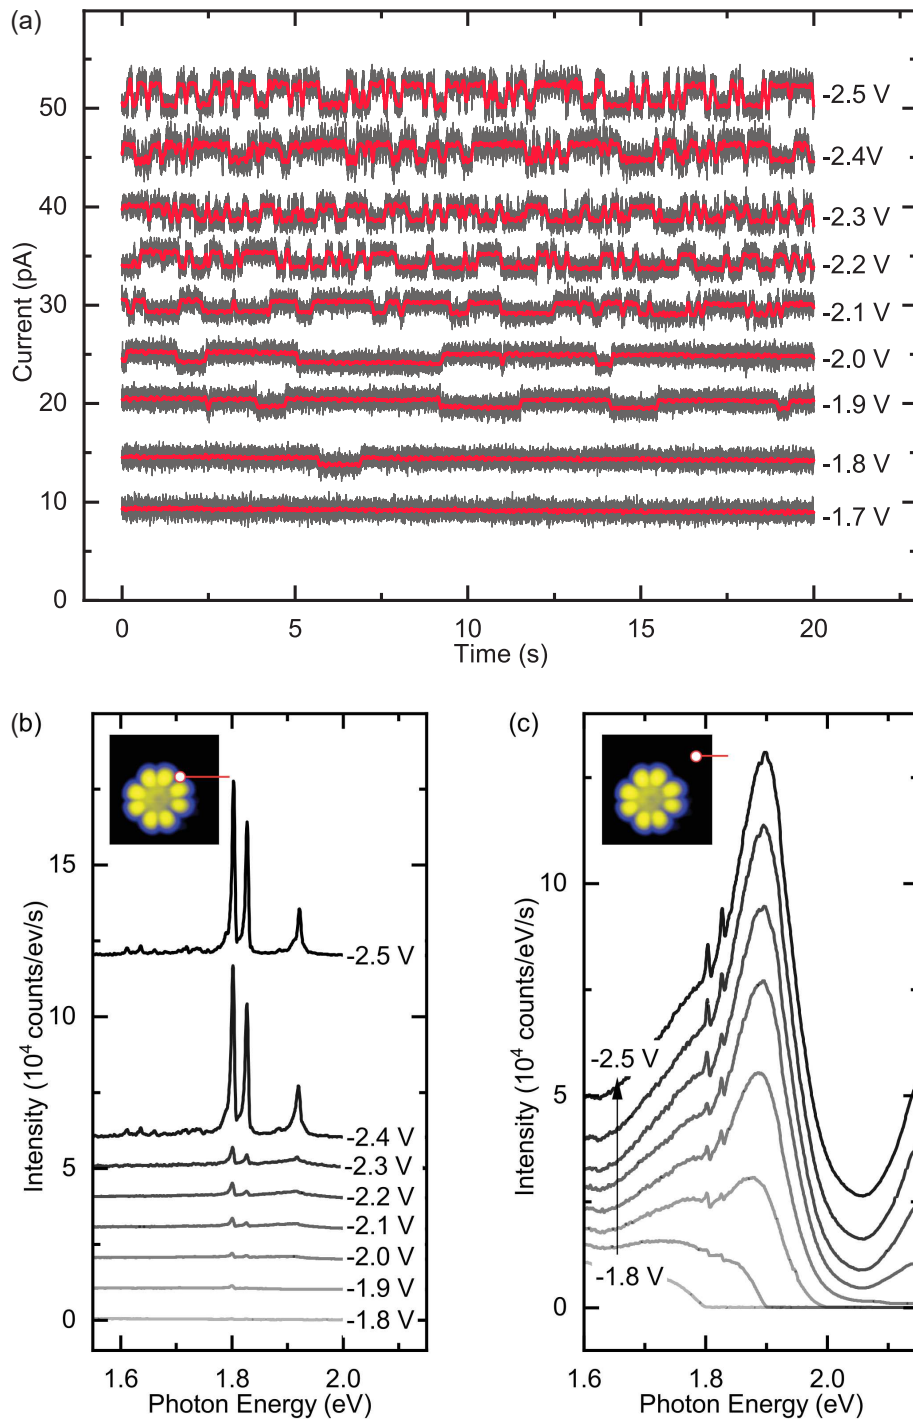 (a)
50
40
30
20
10
0
Current (pA)
-2.5 V
-2.4V
-2.3 V
-2.2 V
-2.1 V
-2.0 V
-1.9 V
-1.8 V
-1.7 V
0 5 10 15 20
Time (s)
(b)
15
10
5
0
Intensity (10⁴ counts/ev/s)
-2.5 V
-2.4 V
-2.3 V
-2.2 V
-2.1 V
-2.0 V
-1.9 V
-1.8 V
1.6 1.8 2.0
Photon Energy (eV)
(c)
10
5
0
Intensity (10⁴ counts/eV/s)
-2.5 V
-1.8 V
1.6 1.8 2.0
Photon Energy (eV)